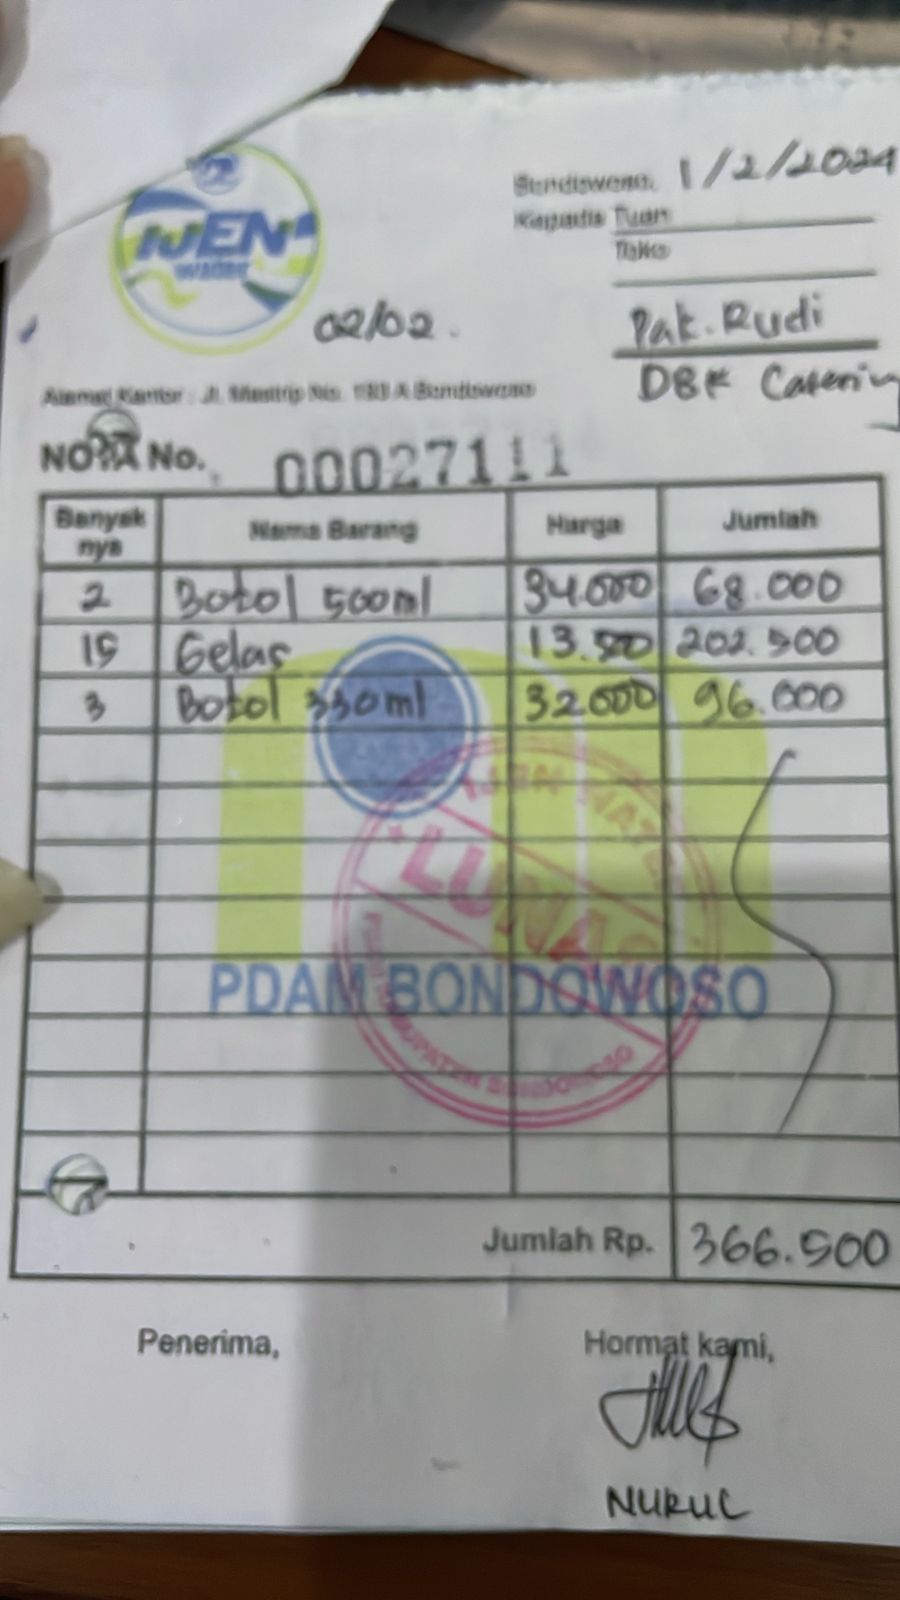 IJEN
water
Bondowoso, 1/2/2024
Kepada Tuan
Toko
02/02.
Pak. Rudi
DBK Catering
Alamat Kantor : Jl. Mastrip No. 193 A Bondowoso
NOTA No. 00027111
Banyak nya Nama Barang Harga Jumlah
2 Botol 500ml 34.000 68.000
15 Gelas 13.500 202.500
3 Botol 330ml 32.000 96.000
IJEN WATER
LUNAS
PDAM BONDOWOSO
KABUPATEN BONDOWOSO
Jumlah Rp. 366.500
Penerima, Hormat kami,
NURUL